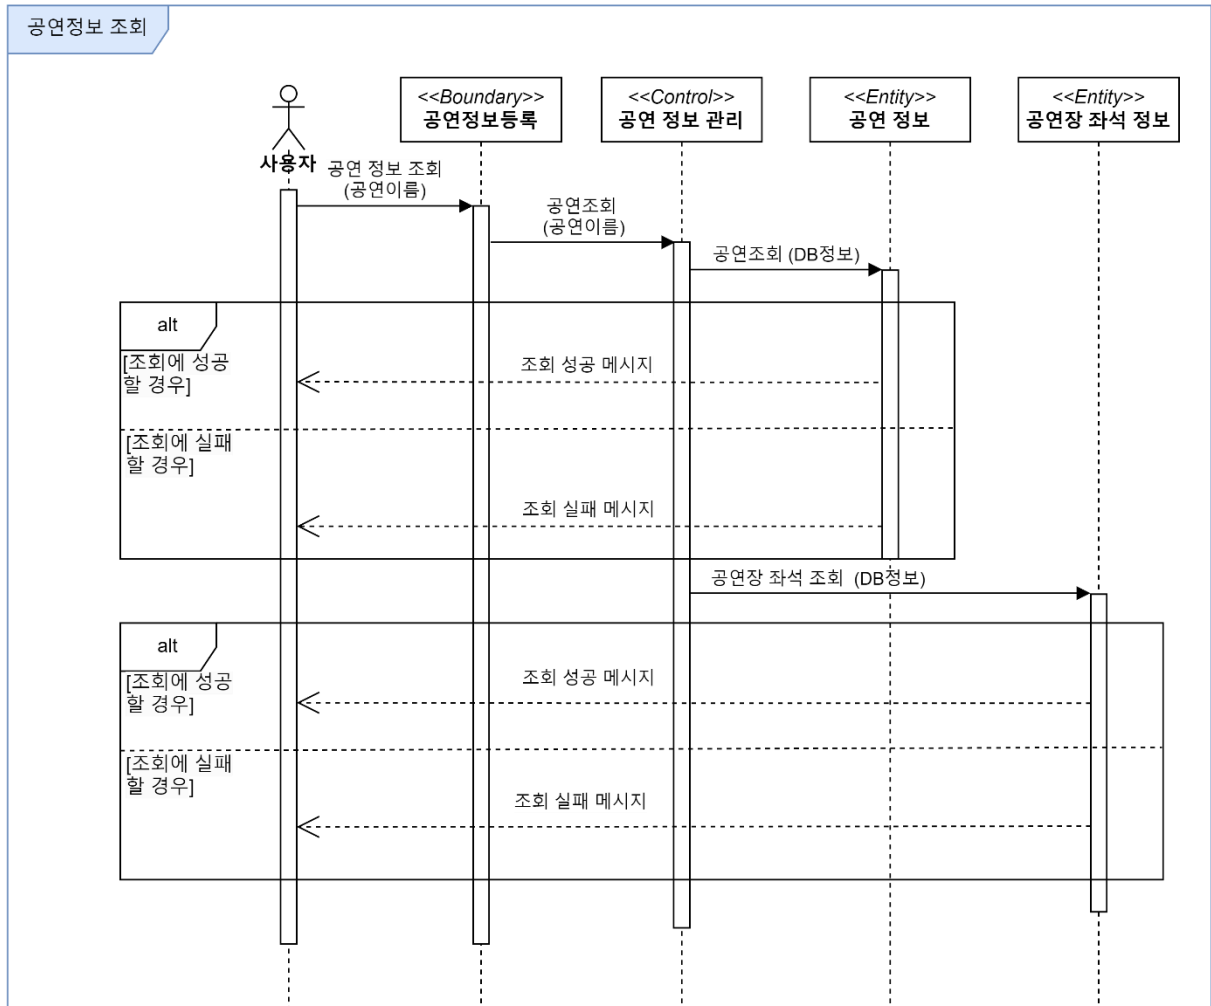 공연정보 조회
<<Boundary>>
공연정보등록
<<Control>>
공연 정보 관리
<<Entity>>
공연 정보
<<Entity>>
공연장 좌석 정보
사용자
공연 정보 조회
(공연이름)
공연조회
(공연이름)
공연조회 (DB정보)
alt
[조회에 성공
할 경우]
조회 성공 메시지
[조회에 실패
할 경우]
조회 실패 메시지
공연장 좌석 조회 (DB정보)
alt
[조회에 성공
할 경우]
조회 성공 메시지
[조회에 실패
할 경우]
조회 실패 메시지